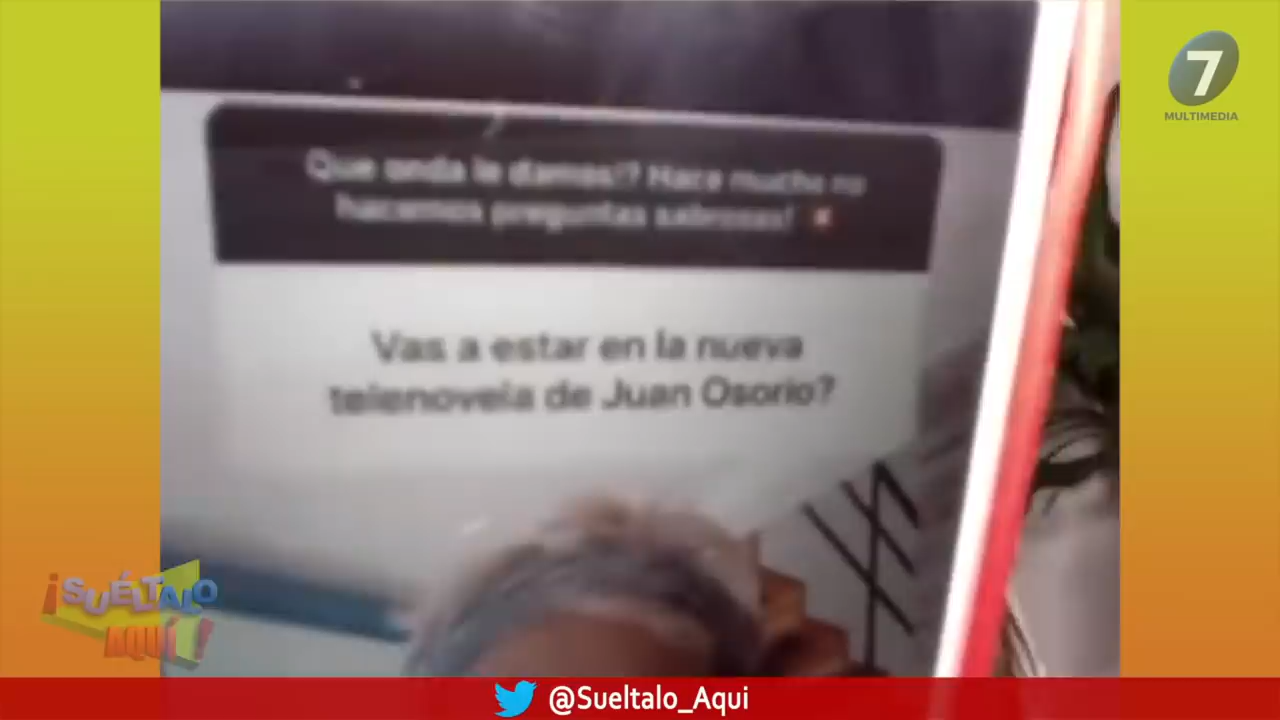 7
MULTIMEDIA
Que onda le damos!? Hace mucho no
hacemos preguntas sabrosas!
Vas a estar en la nueva
telenovela de Juan Osorio?
¡SUÉLTALO
AQUÍ!
@Sueltalo_Aqui